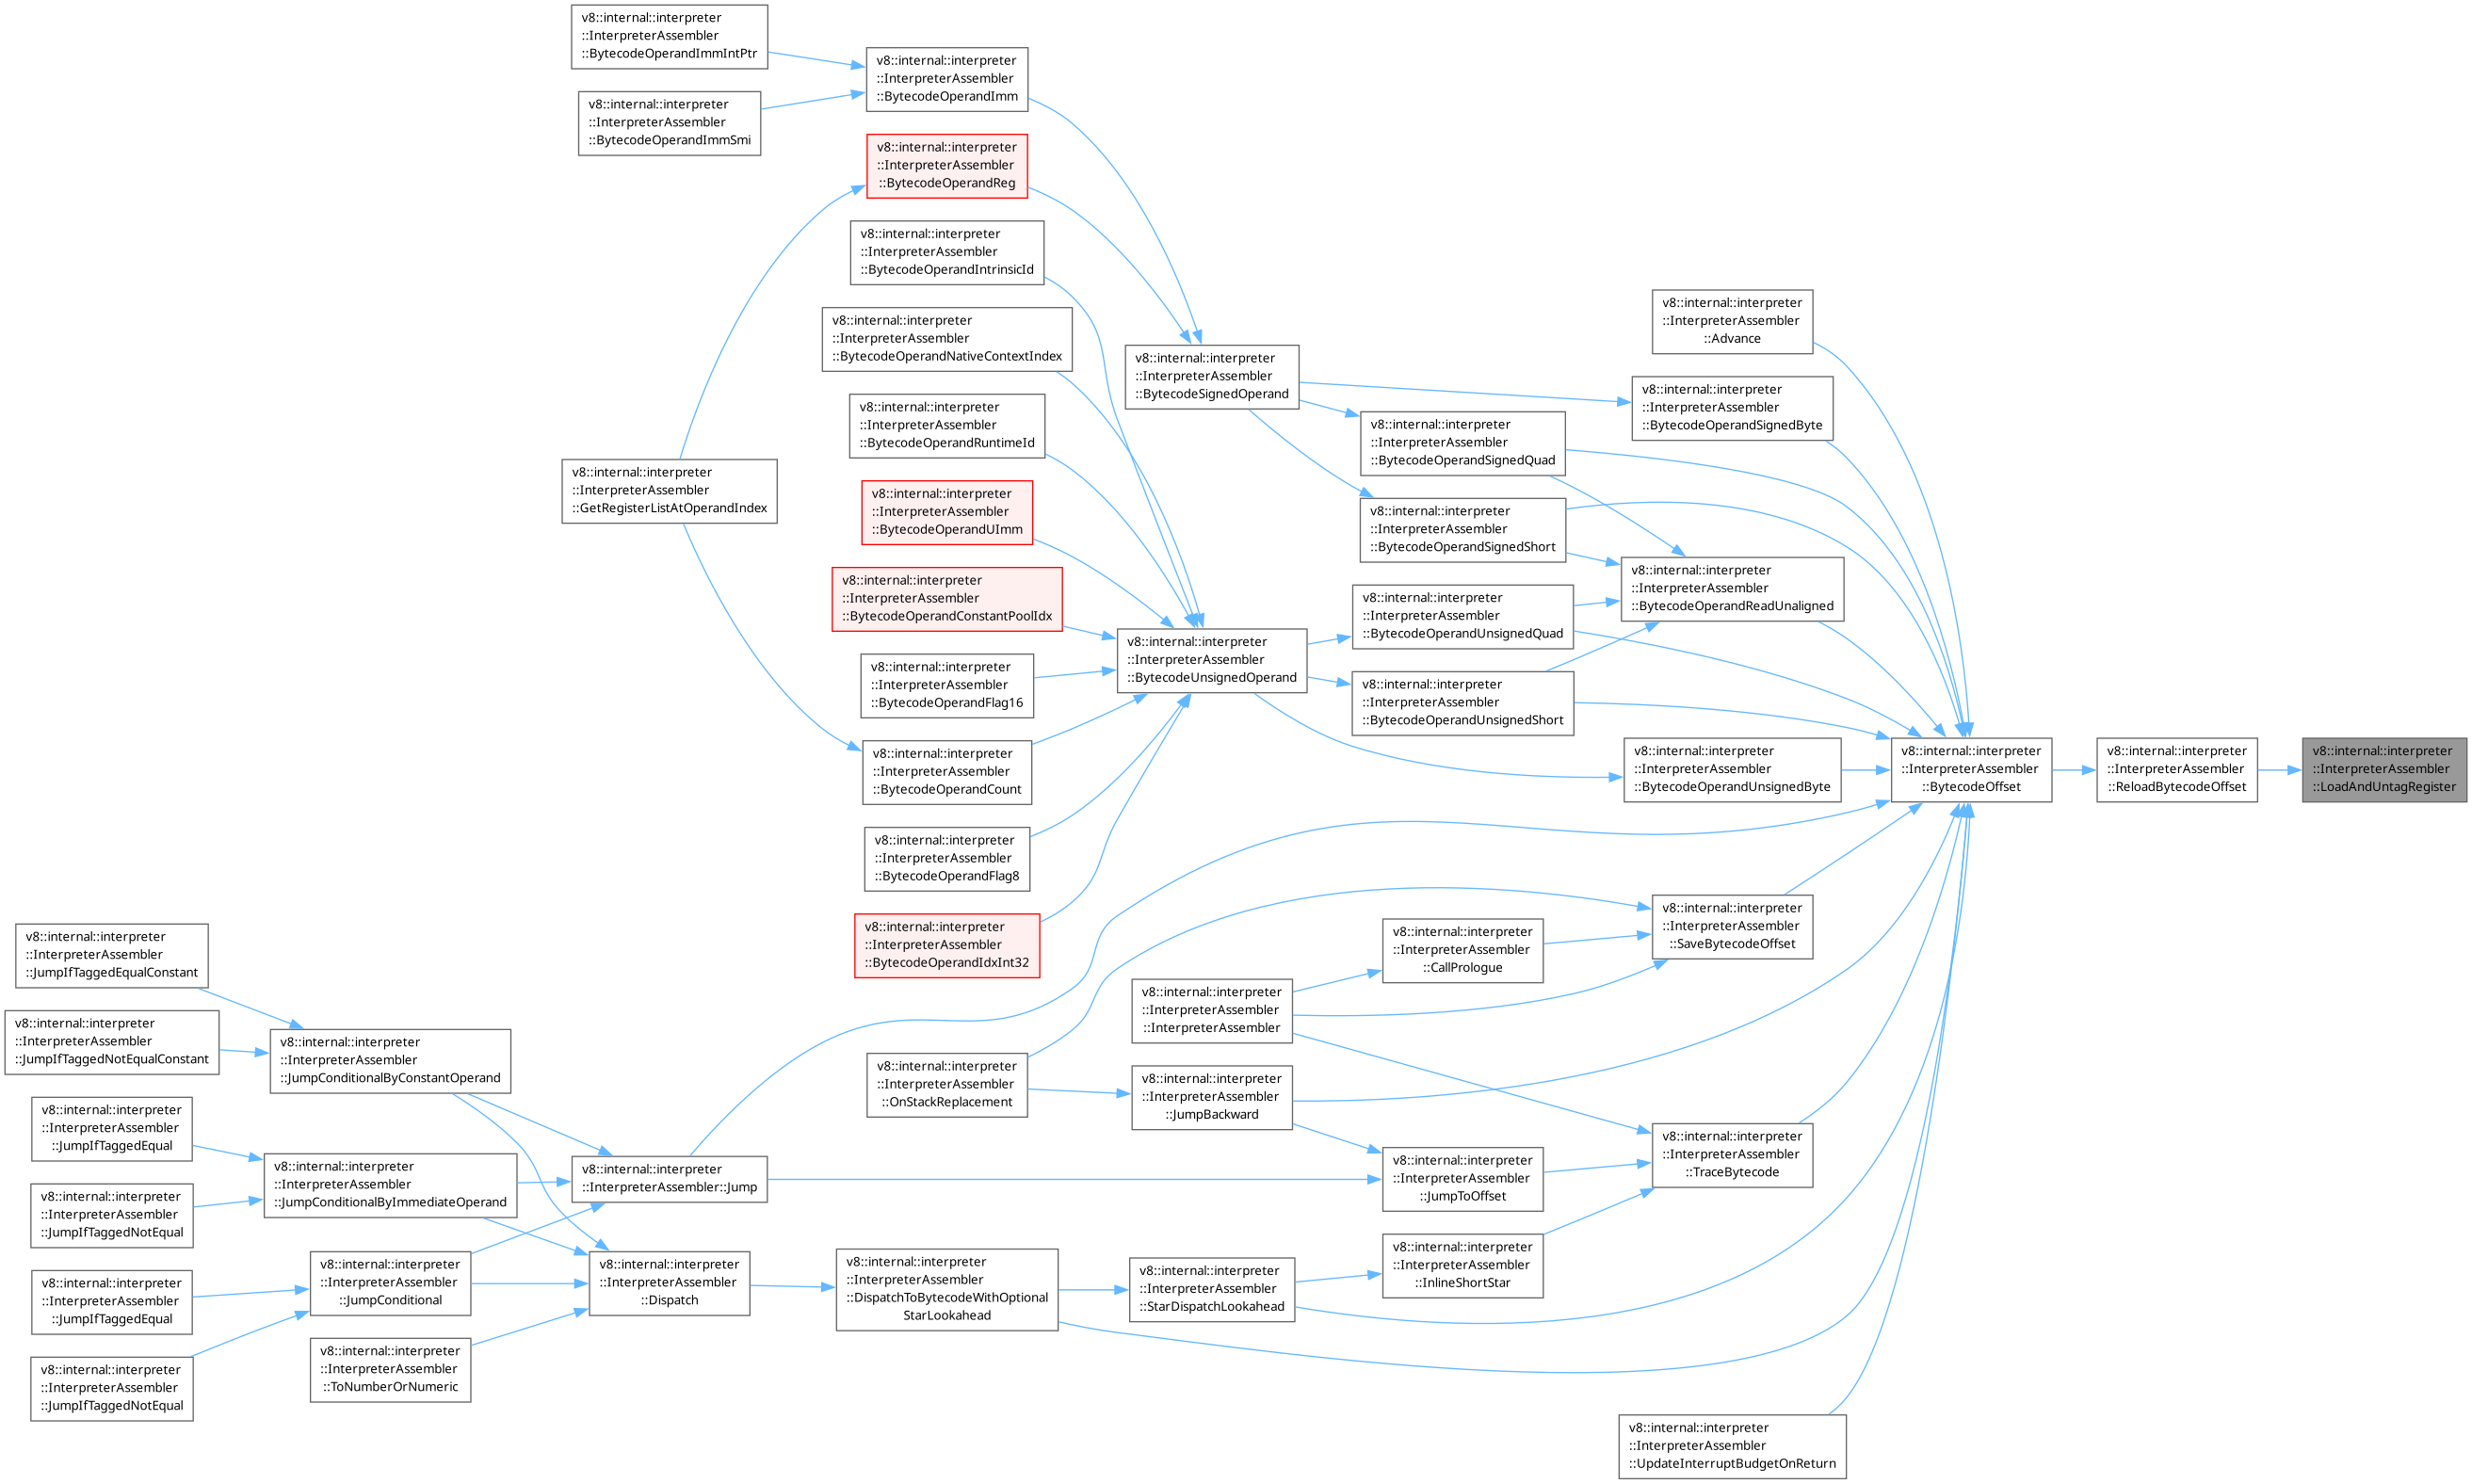 v8::internal::interpreter
::InterpreterAssembler
::BytecodeOperandImmIntPtr
v8::internal::interpreter
::InterpreterAssembler
::BytecodeOperandImmSmi
v8::internal::interpreter
::InterpreterAssembler
::BytecodeOperandImm
v8::internal::interpreter
::InterpreterAssembler
::BytecodeOperandReg
v8::internal::interpreter
::InterpreterAssembler
::BytecodeOperandIntrinsicId
v8::internal::interpreter
::InterpreterAssembler
::BytecodeOperandNativeContextIndex
v8::internal::interpreter
::InterpreterAssembler
::BytecodeOperandRuntimeId
v8::internal::interpreter
::InterpreterAssembler
::GetRegisterListAtOperandIndex
v8::internal::interpreter
::InterpreterAssembler
::BytecodeOperandUImm
v8::internal::interpreter
::InterpreterAssembler
::BytecodeOperandConstantPoolIdx
v8::internal::interpreter
::InterpreterAssembler
::BytecodeOperandFlag16
v8::internal::interpreter
::InterpreterAssembler
::BytecodeOperandCount
v8::internal::interpreter
::InterpreterAssembler
::BytecodeOperandFlag8
v8::internal::interpreter
::InterpreterAssembler
::BytecodeOperandIdxInt32
v8::internal::interpreter
::InterpreterAssembler
::BytecodeSignedOperand
v8::internal::interpreter
::InterpreterAssembler
::BytecodeUnsignedOperand
v8::internal::interpreter
::InterpreterAssembler
::Advance
v8::internal::interpreter
::InterpreterAssembler
::BytecodeOperandSignedByte
v8::internal::interpreter
::InterpreterAssembler
::BytecodeOperandSignedQuad
v8::internal::interpreter
::InterpreterAssembler
::BytecodeOperandSignedShort
v8::internal::interpreter
::InterpreterAssembler
::BytecodeOperandReadUnaligned
v8::internal::interpreter
::InterpreterAssembler
::BytecodeOperandUnsignedQuad
v8::internal::interpreter
::InterpreterAssembler
::BytecodeOperandUnsignedShort
v8::internal::interpreter
::InterpreterAssembler
::BytecodeOperandUnsignedByte
v8::internal::interpreter
::InterpreterAssembler
::BytecodeOffset
v8::internal::interpreter
::InterpreterAssembler
::ReloadBytecodeOffset
v8::internal::interpreter
::InterpreterAssembler
::LoadAndUntagRegister
v8::internal::interpreter
::InterpreterAssembler
::SaveBytecodeOffset
v8::internal::interpreter
::InterpreterAssembler
::CallPrologue
v8::internal::interpreter
::InterpreterAssembler
::InterpreterAssembler
v8::internal::interpreter
::InterpreterAssembler
::OnStackReplacement
v8::internal::interpreter
::InterpreterAssembler
::JumpBackward
v8::internal::interpreter
::InterpreterAssembler
::TraceBytecode
v8::internal::interpreter
::InterpreterAssembler
::JumpToOffset
v8::internal::interpreter
::InterpreterAssembler
::InlineShortStar
v8::internal::interpreter
::InterpreterAssembler
::StarDispatchLookahead
v8::internal::interpreter
::InterpreterAssembler
::DispatchToBytecodeWithOptional
StarLookahead
v8::internal::interpreter
::InterpreterAssembler::Jump
v8::internal::interpreter
::InterpreterAssembler
::Dispatch
v8::internal::interpreter
::InterpreterAssembler
::JumpConditionalByConstantOperand
v8::internal::interpreter
::InterpreterAssembler
::JumpConditionalByImmediateOperand
v8::internal::interpreter
::InterpreterAssembler
::JumpConditional
v8::internal::interpreter
::InterpreterAssembler
::ToNumberOrNumeric
v8::internal::interpreter
::InterpreterAssembler
::JumpIfTaggedEqualConstant
v8::internal::interpreter
::InterpreterAssembler
::JumpIfTaggedNotEqualConstant
v8::internal::interpreter
::InterpreterAssembler
::JumpIfTaggedEqual
v8::internal::interpreter
::InterpreterAssembler
::JumpIfTaggedNotEqual
v8::internal::interpreter
::InterpreterAssembler
::JumpIfTaggedEqual
v8::internal::interpreter
::InterpreterAssembler
::JumpIfTaggedNotEqual
v8::internal::interpreter
::InterpreterAssembler
::UpdateInterruptBudgetOnReturn